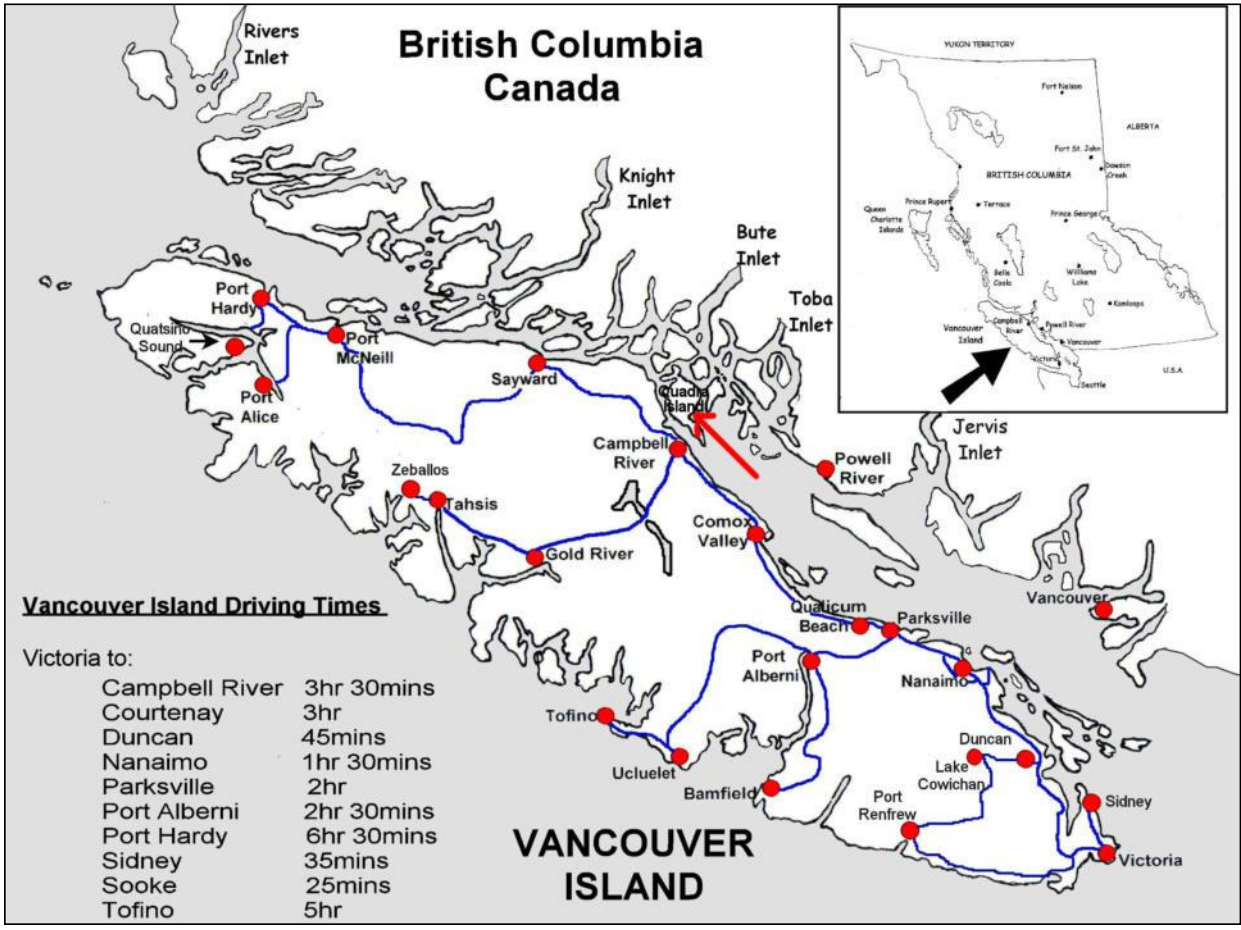 British Columbia
Canada
Rivers
Inlet
Knight
Inlet
Bute
Inlet
Toba
Inlet
Jervis
Inlet
Port
Hardy
Quatsino
Sound
Port
McNeill
Port
Alice
Sayward
Quadra
Island
Campbell
River
Powell
River
Zeballos
Tahsis
Gold River
Comox
Valley
Qualicum
Beach
Parksville
Vancouver
Port
Alberni
Nanaimo
Tofino
Ucluelet
Bamfield
Duncan
Lake
Cowichan
Port
Renfrew
Sidney
Victoria
VANCOUVER
ISLAND
Vancouver Island Driving Times
Victoria to:
Campbell River 3hr 30mins
Courtenay 3hr
Duncan 45mins
Nanaimo 1hr 30mins
Parksville 2hr
Port Alberni 2hr 30mins
Port Hardy 6hr 30mins
Sidney 35mins
Sooke 25mins
Tofino 5hr
YUKON TERRITORY
Fort Nelson
ALBERTA
Fort St. John
Dawson
Creek
BRITISH COLUMBIA
Prince Rupert
Terrace
Queen
Charlotte
Islands
Prince George
Bella
Coola
Williams
Lake
Kamloops
Campbell
River
Powell River
Vancouver
Island
Vancouver
Victoria
Seattle
U.S.A